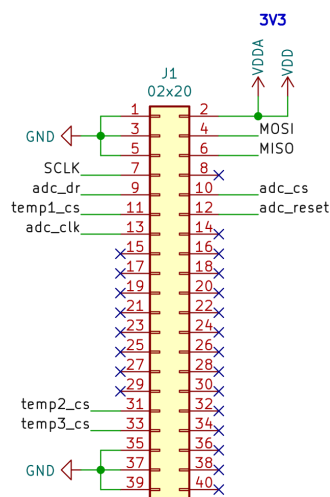 3V3
VDDA
VDD
J1
02x20
1 2
GND 3 4 MOSI
5 6 MISO
SCLK 7 8
adc_dr 9 10 adc_cs
temp1_cs 11 12 adc_reset
adc_clk 13 14
15 16
17 18
19 20
21 22
23 24
25 26
27 28
29 30
temp2_cs 31 32
temp3_cs 33 34
35 36
GND 37 38
39 40